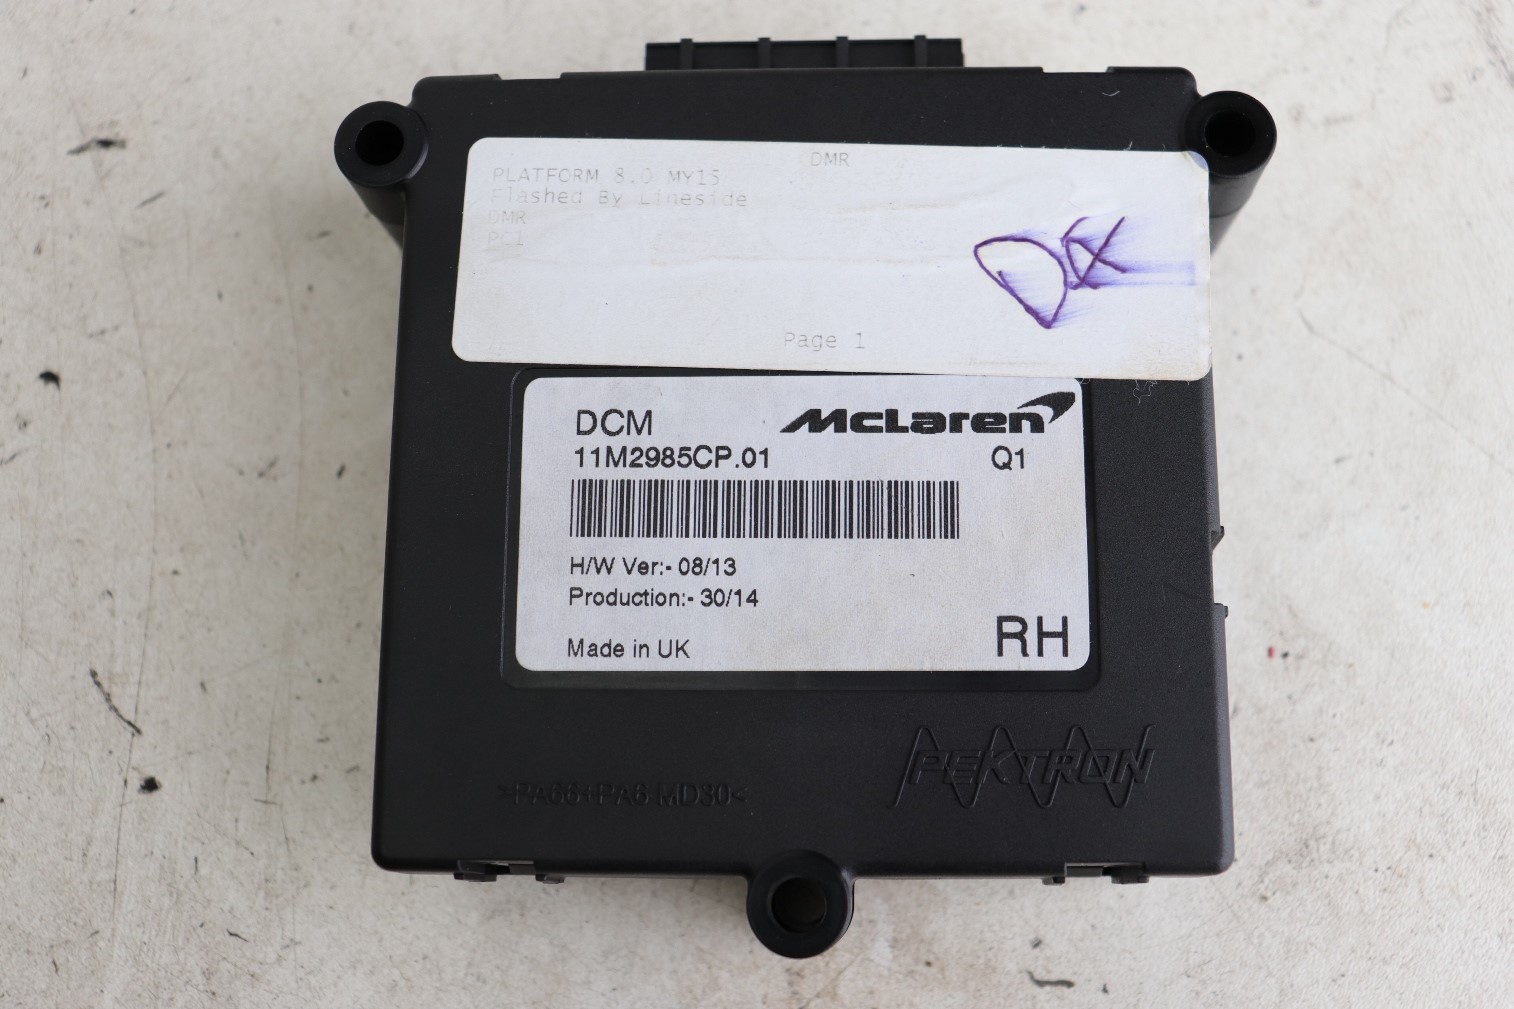 DMR
PLATFORM 8.0 MY15
Flashed By Lineside
DMR
PC1
Page 1
DCM
McLaren
11M2985CP.01
Q1
H/W Ver:- 08/13
Production:- 30/14
Made in UK
RH
PEKTRON
>PA66+PA6 MD30<